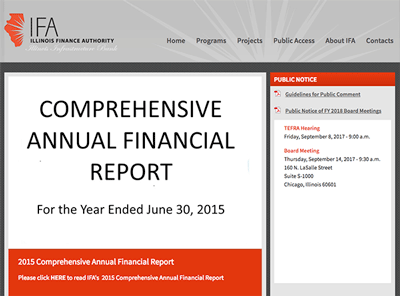 IFA
ILLINOIS FINANCE AUTHORITY
Illinois Infrastructure Bank
Home Programs Projects Public Access About IFA Contacts
COMPREHENSIVE
ANNUAL FINANCIAL
REPORT
For the Year Ended June 30, 2015
2015 Comprehensive Annual Financial Report
Please click HERE to read IFA's 2015 Comprehensive Annual Financial Report
PUBLIC NOTICE
Guidelines for Public Comment
Public Notice of FY 2018 Board Meetings
TEFRA Hearing
Friday, September 8, 2017 - 9:00 a.m.
Board Meeting
Thursday, September 14, 2017 - 9:30 a.m.
160 N. LaSalle Street
Suite S-1000
Chicago, Illinois 60601